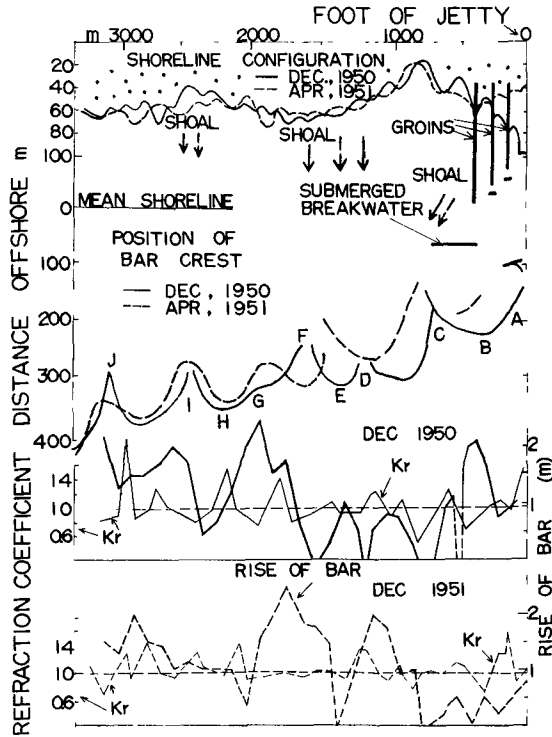 FOOT OF JETTY
m 3000 2000 1000 0
20
SHORELINE CONFIGURATION
DEC, 1950
40
APR, 1951
60
SHOAL
SHOAL
GROINS
80
100
SHOAL
SUBMERGED
BREAKWATER
0
MEAN SHORELINE
POSITION OF
BAR CREST
100
DEC, 1950
APR, 1951
200
A
B
C
D
E
F
G
H
I
J
300
400
DISTANCE OFFSHORE m
DEC 1950
2
1.4
Kr
1.0
1
0.6
Kr
RISE OF BAR (m)
RISE OF BAR
DEC 1951
2
1.4
Kr
1.0
1
0.6
Kr
REFRACTION COEFFICIENT
RISE OF BAR